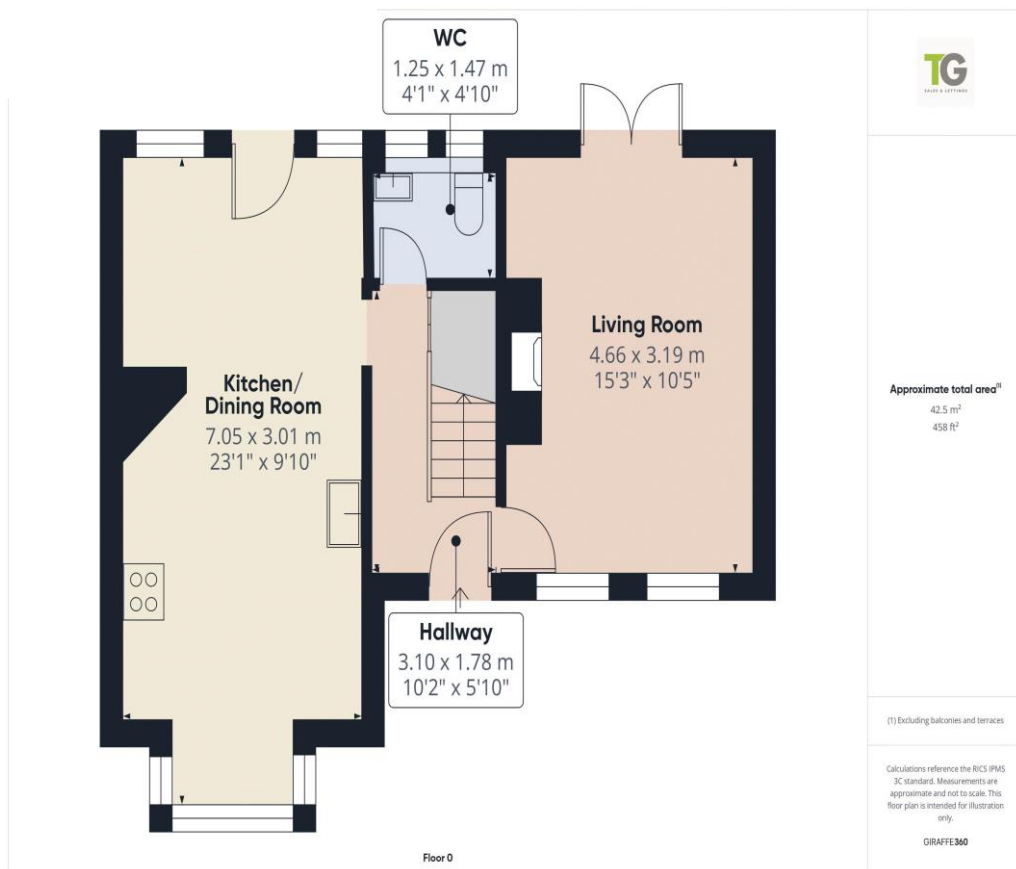 WC
1.25 x 1.47 m
4'1" x 4'10"
TG
SALES & LETTINGS
Living Room
4.66 x 3.19 m
15'3" x 10'5"
Kitchen/
Dining Room
7.05 x 3.01 m
23'1" x 9'10"
Approximate total area(1)
42.5 m²
458 ft²
Hallway
3.10 x 1.78 m
10'2" x 5'10"
(1) Excluding balconies and terraces
Calculations reference the RICS IPMS
3C standard. Measurements are
approximate and not to scale. This
floor plan is intended for illustration
only.
GIRAFFE360
Floor 0